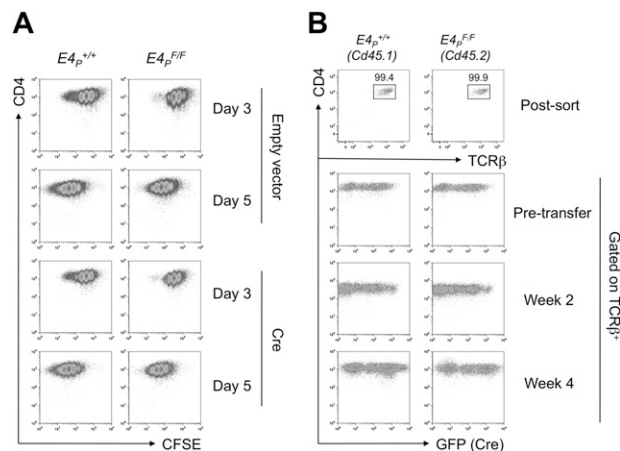 A
B
E4P+/+
E4PF/F
E4P+/+
(Cd45.1)
E4PF/F
(Cd45.2)
CD4
Day 3
Day 5
Empty vector
Day 3
Day 5
Cre
CFSE
CD4
99.4
99.9
Post-sort
TCRβ
Pre-transfer
Week 2
Week 4
Gated on TCRβ+
GFP (Cre)